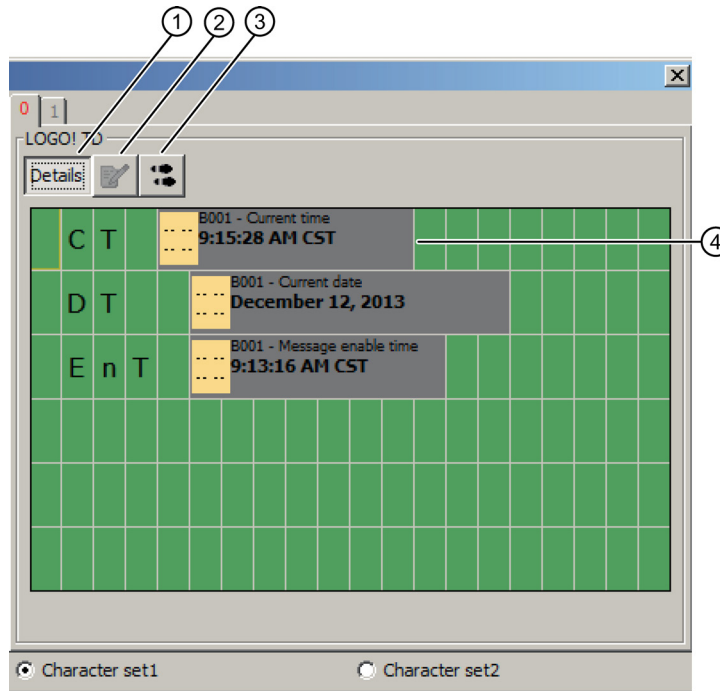 1 2 3
0 1
LOGO! TD
Details
C T B001 - Current time
9:15:28 AM CST
4
D T B001 - Current date
December 12, 2013
E n T B001 - Message enable time
9:13:16 AM CST
Character set1 Character set2